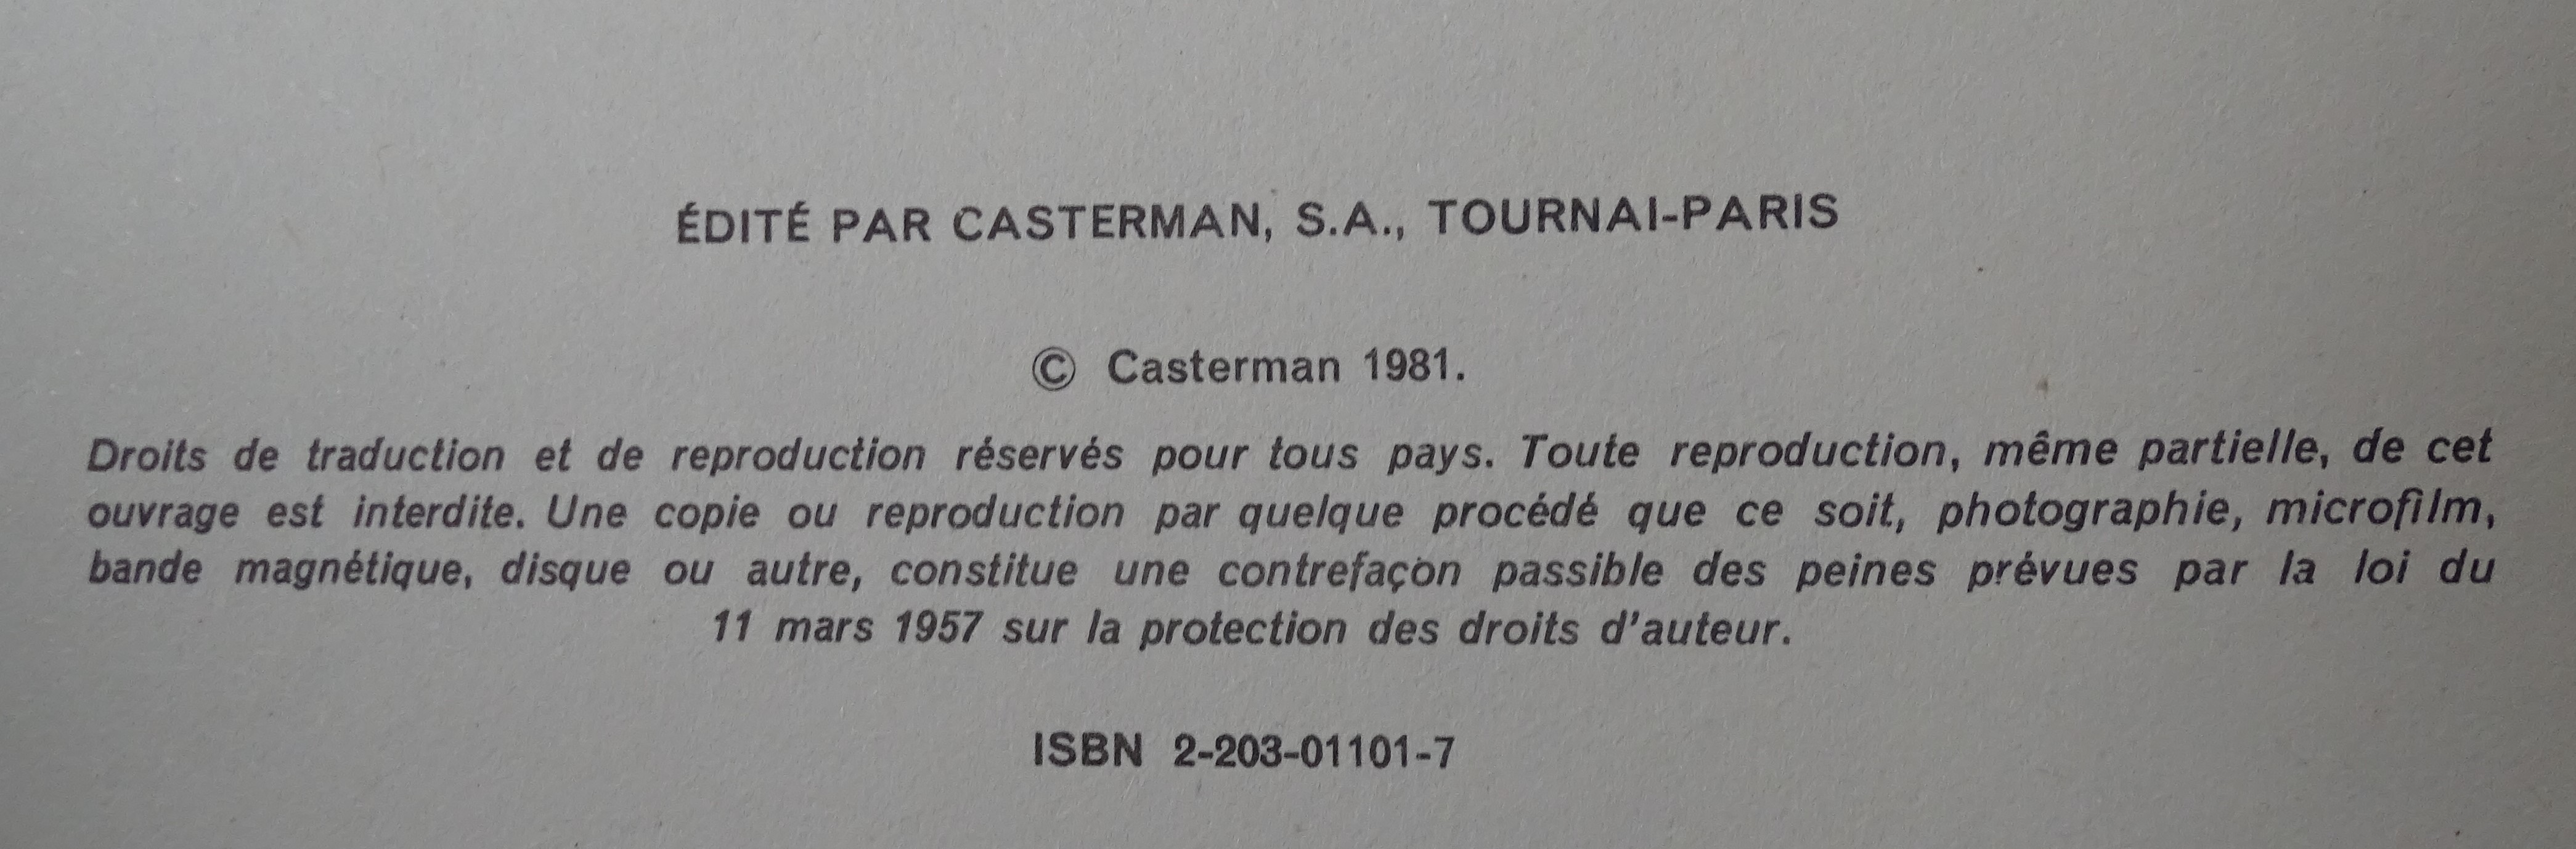 ÉDITÉ PAR CASTERMAN, S.A., TOURNAI-PARIS
© Casterman 1981.
Droits de traduction et de reproduction réservés pour tous pays. Toute reproduction, même partielle, de cet
ouvrage est interdite. Une copie ou reproduction par quelque procédé que ce soit, photographie, microfilm,
bande magnétique, disque ou autre, constitue une contrefaçon passible des peines prévues par la loi du
11 mars 1957 sur la protection des droits d'auteur.
ISBN 2-203-01101-7